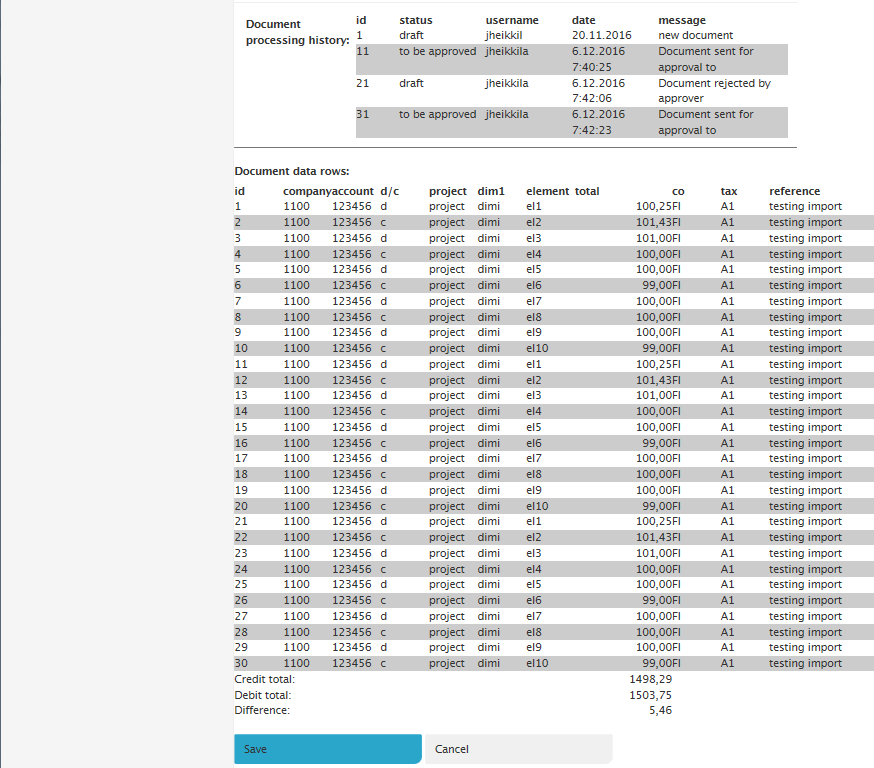 Document processing history:
id status username date message
1 draft jheikkil 20.11.2016 new document
11 to be approved jheikkila 6.12.2016 7:40:25 Document sent for approval to
21 draft jheikkila 6.12.2016 7:42:06 Document rejected by approver
31 to be approved jheikkila 6.12.2016 7:42:23 Document sent for approval to
Document data rows:
id company account d/c project dim1 element total co tax reference
1 1100 123456 d project dimi el1 100,25 FI A1 testing import
2 1100 123456 c project dimi el2 101,43 FI A1 testing import
3 1100 123456 d project dimi el3 101,00 FI A1 testing import
4 1100 123456 c project dimi el4 100,00 FI A1 testing import
5 1100 123456 d project dimi el5 100,00 FI A1 testing import
6 1100 123456 c project dimi el6 99,00 FI A1 testing import
7 1100 123456 d project dimi el7 100,00 FI A1 testing import
8 1100 123456 c project dimi el8 100,00 FI A1 testing import
9 1100 123456 d project dimi el9 100,00 FI A1 testing import
10 1100 123456 c project dimi el10 99,00 FI A1 testing import
11 1100 123456 d project dimi el1 100,25 FI A1 testing import
12 1100 123456 c project dimi el2 101,43 FI A1 testing import
13 1100 123456 d project dimi el3 101,00 FI A1 testing import
14 1100 123456 c project dimi el4 100,00 FI A1 testing import
15 1100 123456 d project dimi el5 100,00 FI A1 testing import
16 1100 123456 c project dimi el6 99,00 FI A1 testing import
17 1100 123456 d project dimi el7 100,00 FI A1 testing import
18 1100 123456 c project dimi el8 100,00 FI A1 testing import
19 1100 123456 d project dimi el9 100,00 FI A1 testing import
20 1100 123456 c project dimi el10 99,00 FI A1 testing import
21 1100 123456 d project dimi el1 100,25 FI A1 testing import
22 1100 123456 c project dimi el2 101,43 FI A1 testing import
23 1100 123456 d project dimi el3 101,00 FI A1 testing import
24 1100 123456 c project dimi el4 100,00 FI A1 testing import
25 1100 123456 d project dimi el5 100,00 FI A1 testing import
26 1100 123456 c project dimi el6 99,00 FI A1 testing import
27 1100 123456 d project dimi el7 100,00 FI A1 testing import
28 1100 123456 c project dimi el8 100,00 FI A1 testing import
29 1100 123456 d project dimi el9 100,00 FI A1 testing import
30 1100 123456 c project dimi el10 99,00 FI A1 testing import
Credit total: 1498,29
Debit total: 1503,75
Difference: 5,46
Save Cancel